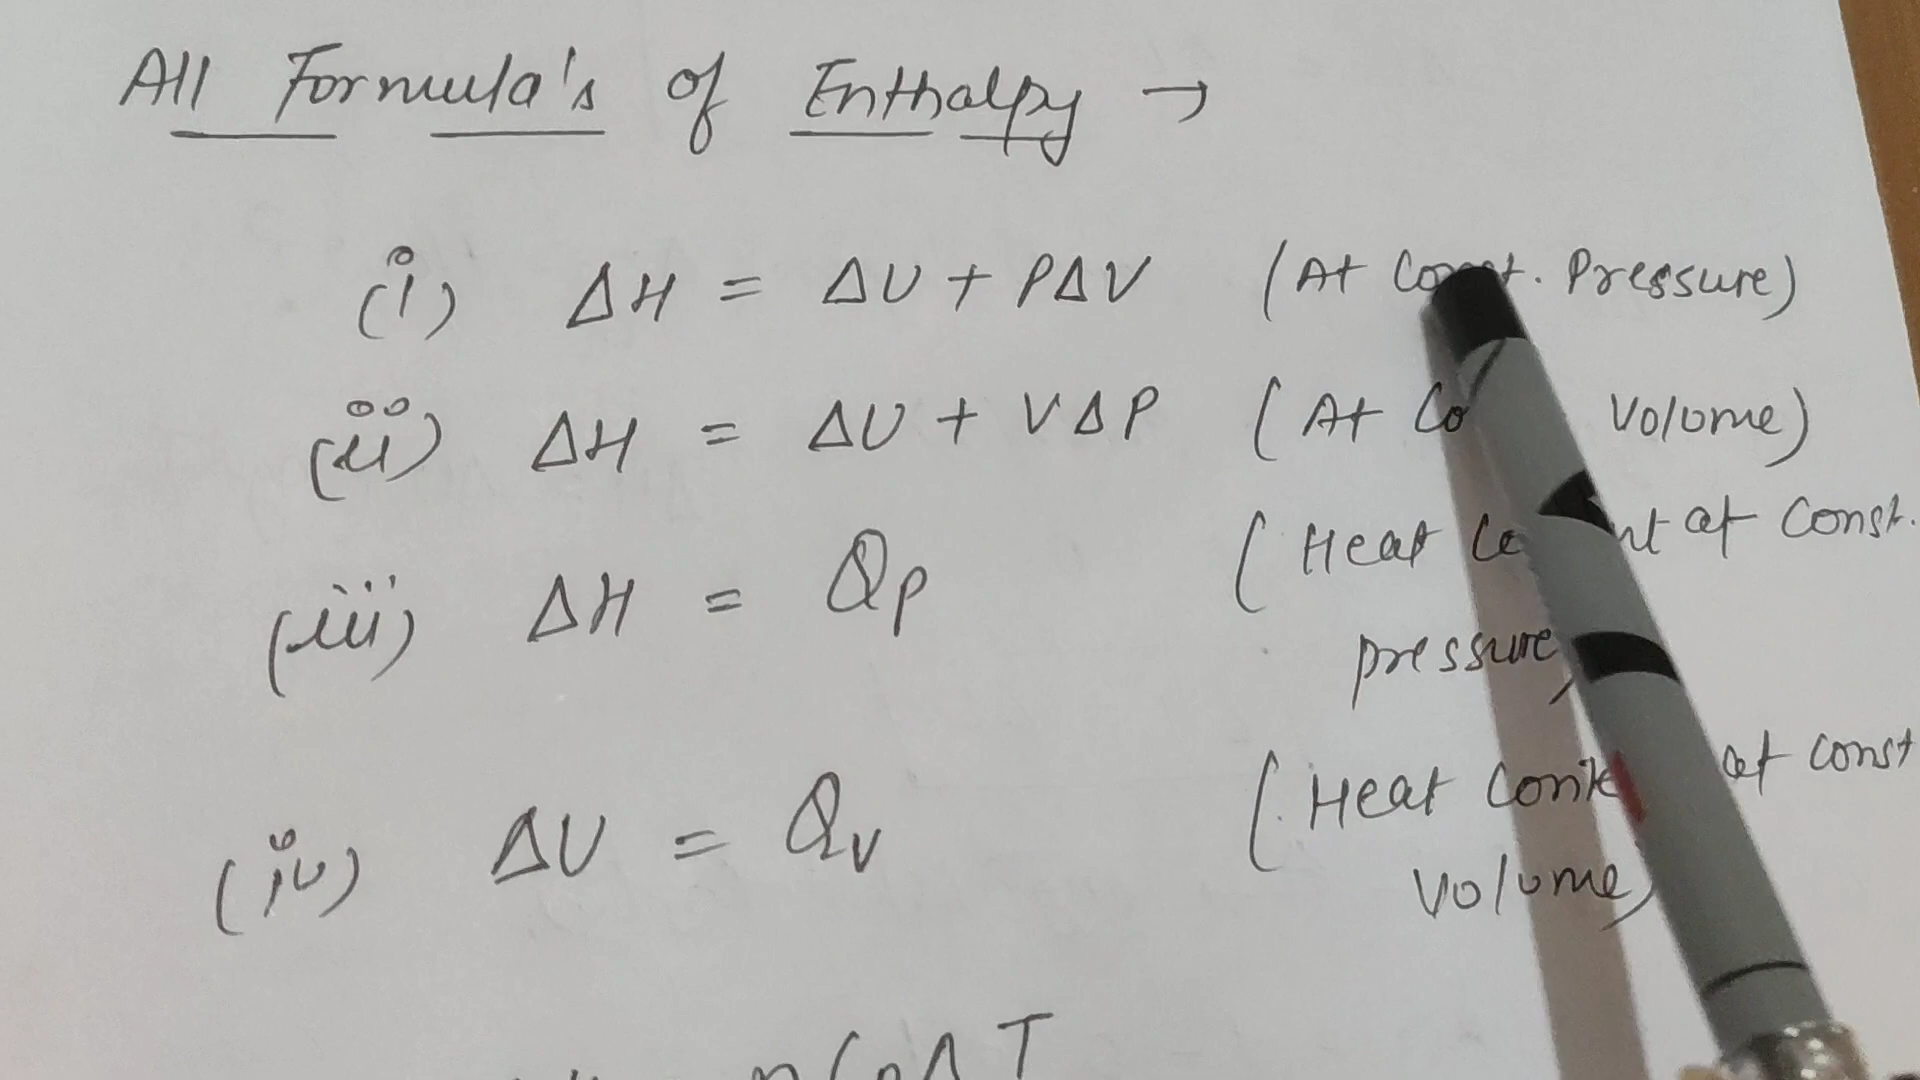 All Formula's of Enthalpy →
(i) ΔH = ΔU + PΔV (At Const. Pressure)
(ii) ΔH = ΔU + VΔP (At Volume)
(iii) ΔH = Qp (Heat at Const.
pressure)
(iv) ΔU = Qv (Heat at const
volume)
nCpΔT